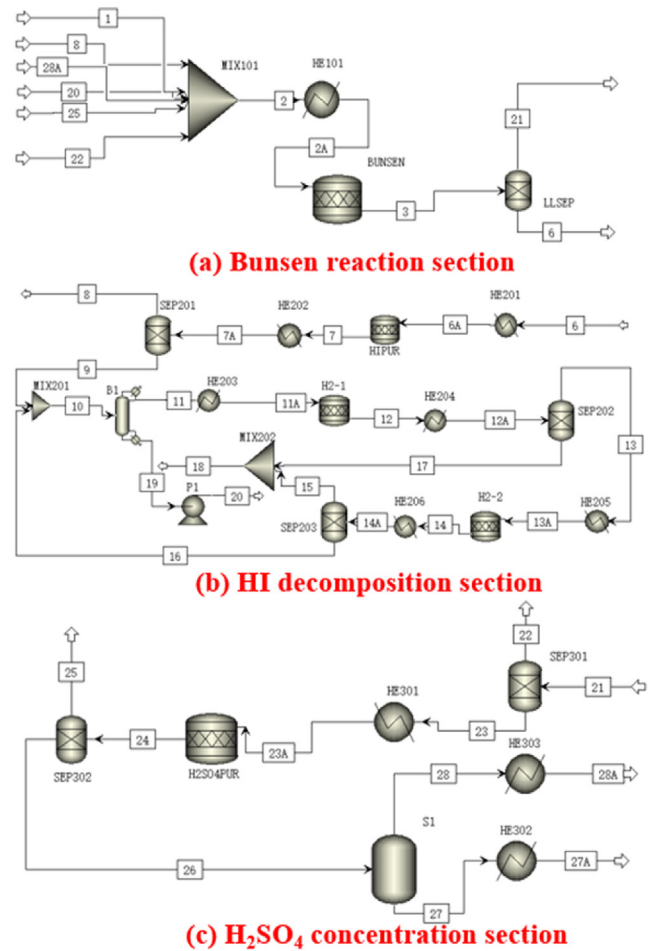 1
8
28A
20
25
22
MIX101
2
HE101
2A
BUNSEN
3
21
LLSEP
6
(a) Bunsen reaction section
8
SEP201
7A
HE202
7
HIPUR
6A
HE201
6
9
MIX201
10
B1
11
HE203
11A
H2-1
12
HE204
12A
SEP202
13
MIX202
18
17
19
P1
20
15
SEP203
14A
HE206
14
H2-2
13A
HE205
16
(b) HI decomposition section
25
22
SEP301
21
HE301
23
24
23A
SEP302
H2SO4PUR
28
HE303
28A
S1
HE302
26
27
27A
(c) H₂SO₄ concentration section